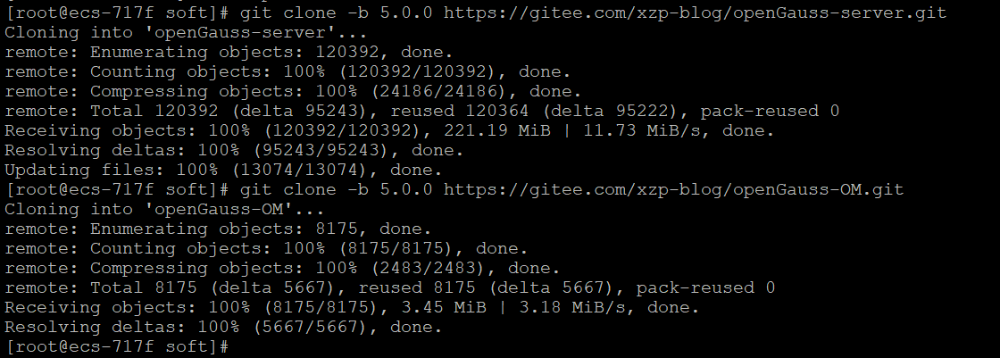 [root@ecs-717f soft]# git clone -b 5.0.0 https://gitee.com/xzp-blog/openGauss-server.git
Cloning into 'openGauss-server'...
remote: Enumerating objects: 120392, done.
remote: Counting objects: 100% (120392/120392), done.
remote: Compressing objects: 100% (24186/24186), done.
remote: Total 120392 (delta 95243), reused 120364 (delta 95222), pack-reused 0
Receiving objects: 100% (120392/120392), 221.19 MiB | 11.73 MiB/s, done.
Resolving deltas: 100% (95243/95243), done.
Updating files: 100% (13074/13074), done.
[root@ecs-717f soft]# git clone -b 5.0.0 https://gitee.com/xzp-blog/openGauss-OM.git
Cloning into 'openGauss-OM'...
remote: Enumerating objects: 8175, done.
remote: Counting objects: 100% (8175/8175), done.
remote: Compressing objects: 100% (2483/2483), done.
remote: Total 8175 (delta 5667), reused 8175 (delta 5667), pack-reused 0
Receiving objects: 100% (8175/8175), 3.45 MiB | 3.18 MiB/s, done.
Resolving deltas: 100% (5667/5667), done.
[root@ecs-717f soft]#